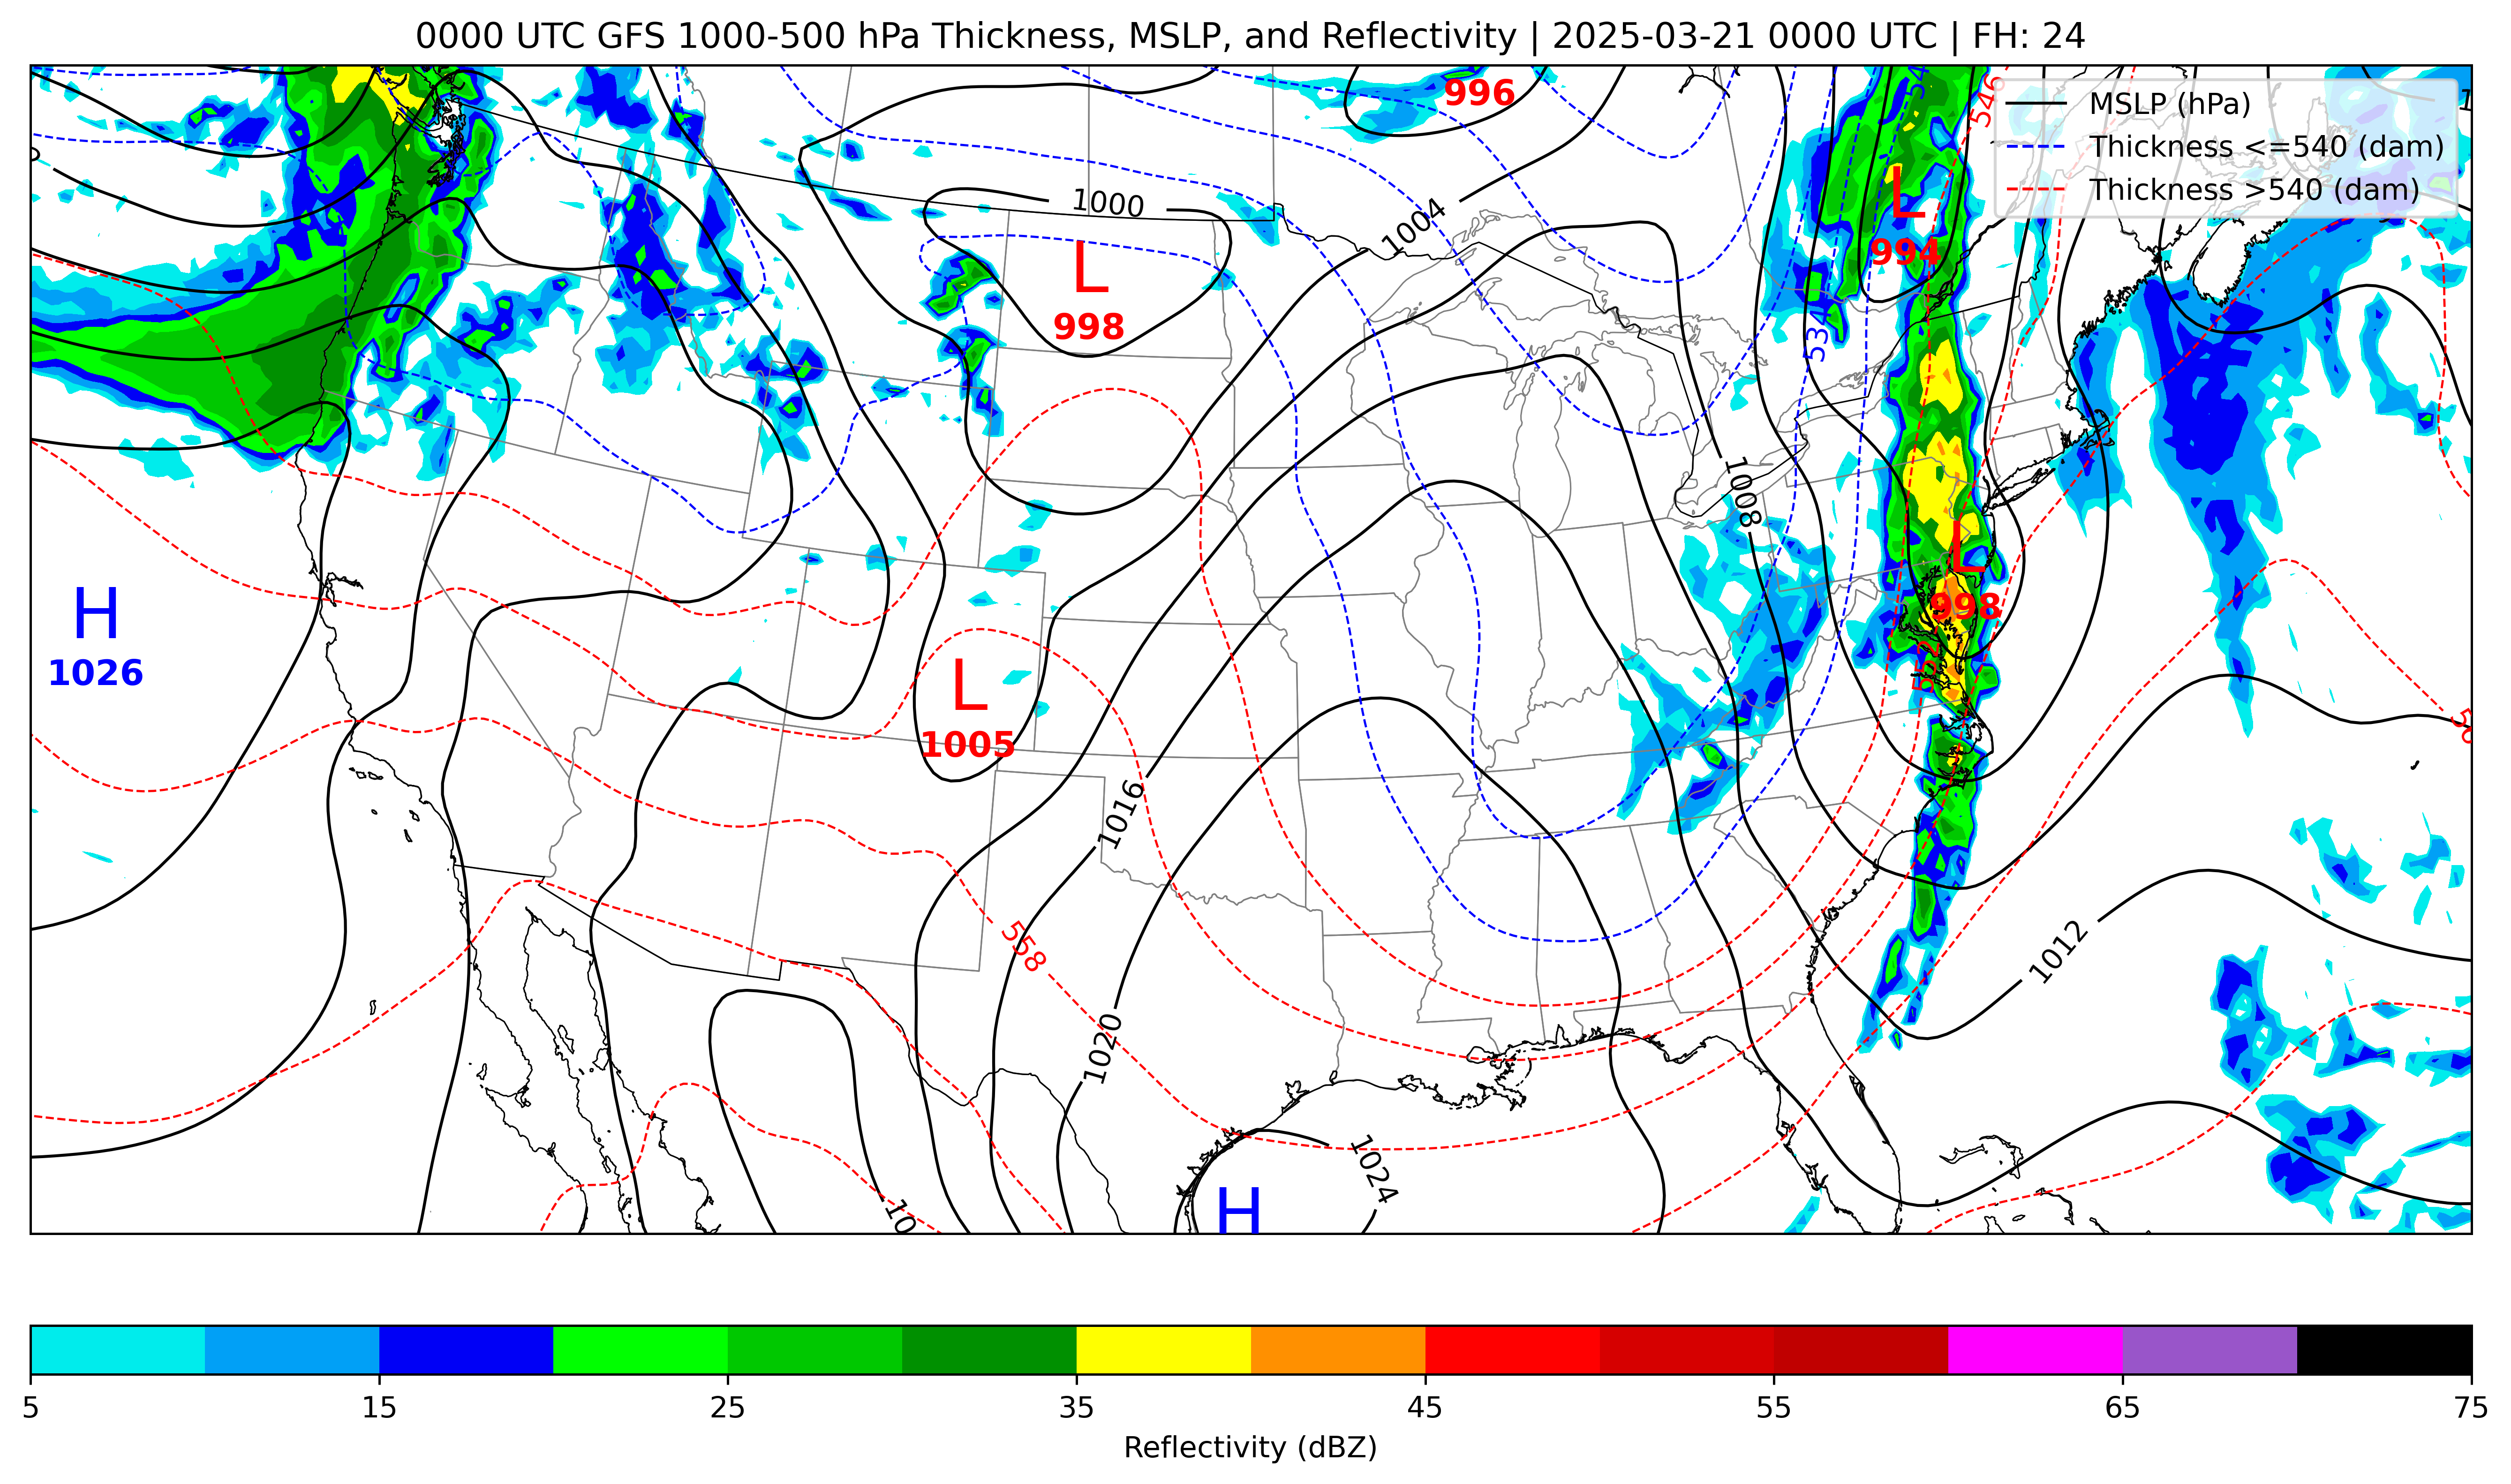 0000 UTC GFS 1000-500 hPa Thickness, MSLP, and Reflectivity | 2025-03-21 0000 UTC | FH: 24
MSLP (hPa)
Thickness <=540 (dam)
Thickness >540 (dam)
996
546
L
994
1000
1004
L
998
534
1008
L
998
H
1026
L
1005
1016
1012
558
1020
1024
H
10
5 15 25 35 45 55 65 75
Reflectivity (dBZ)